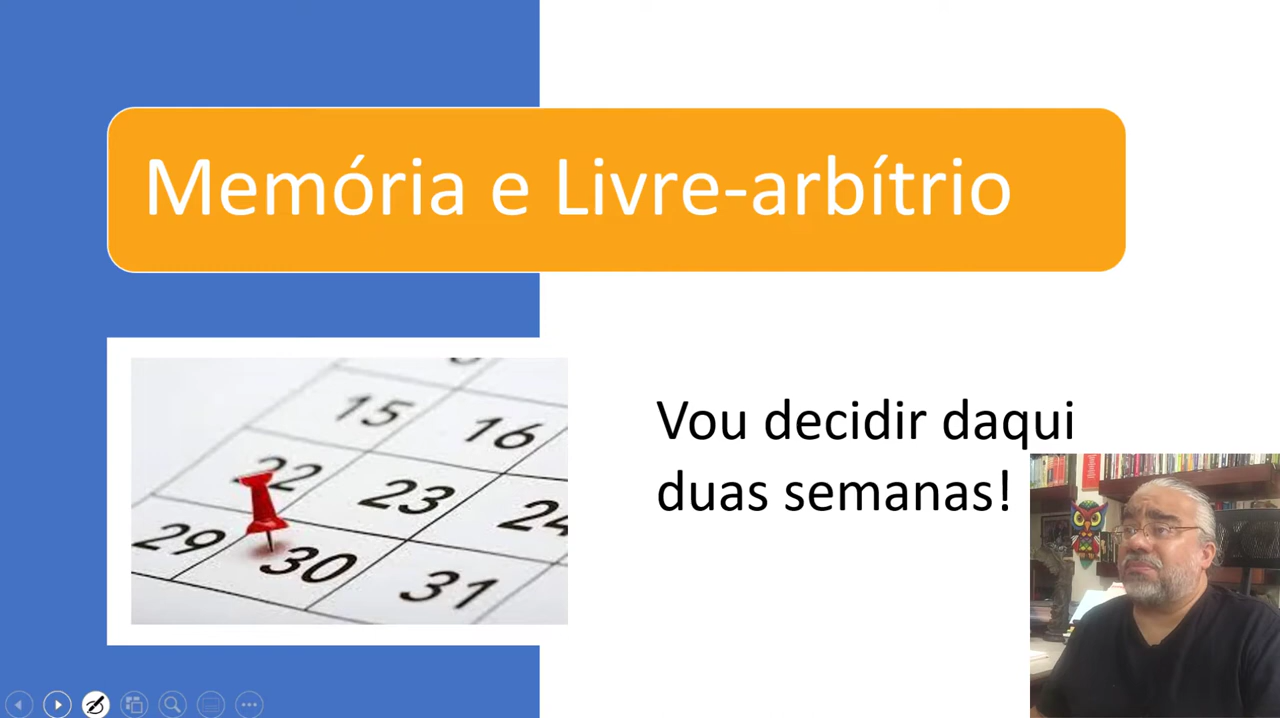 Memória e Livre-arbítrio
15
16
22
23
24
29
30
31
Vou decidir daqui
duas semanas!